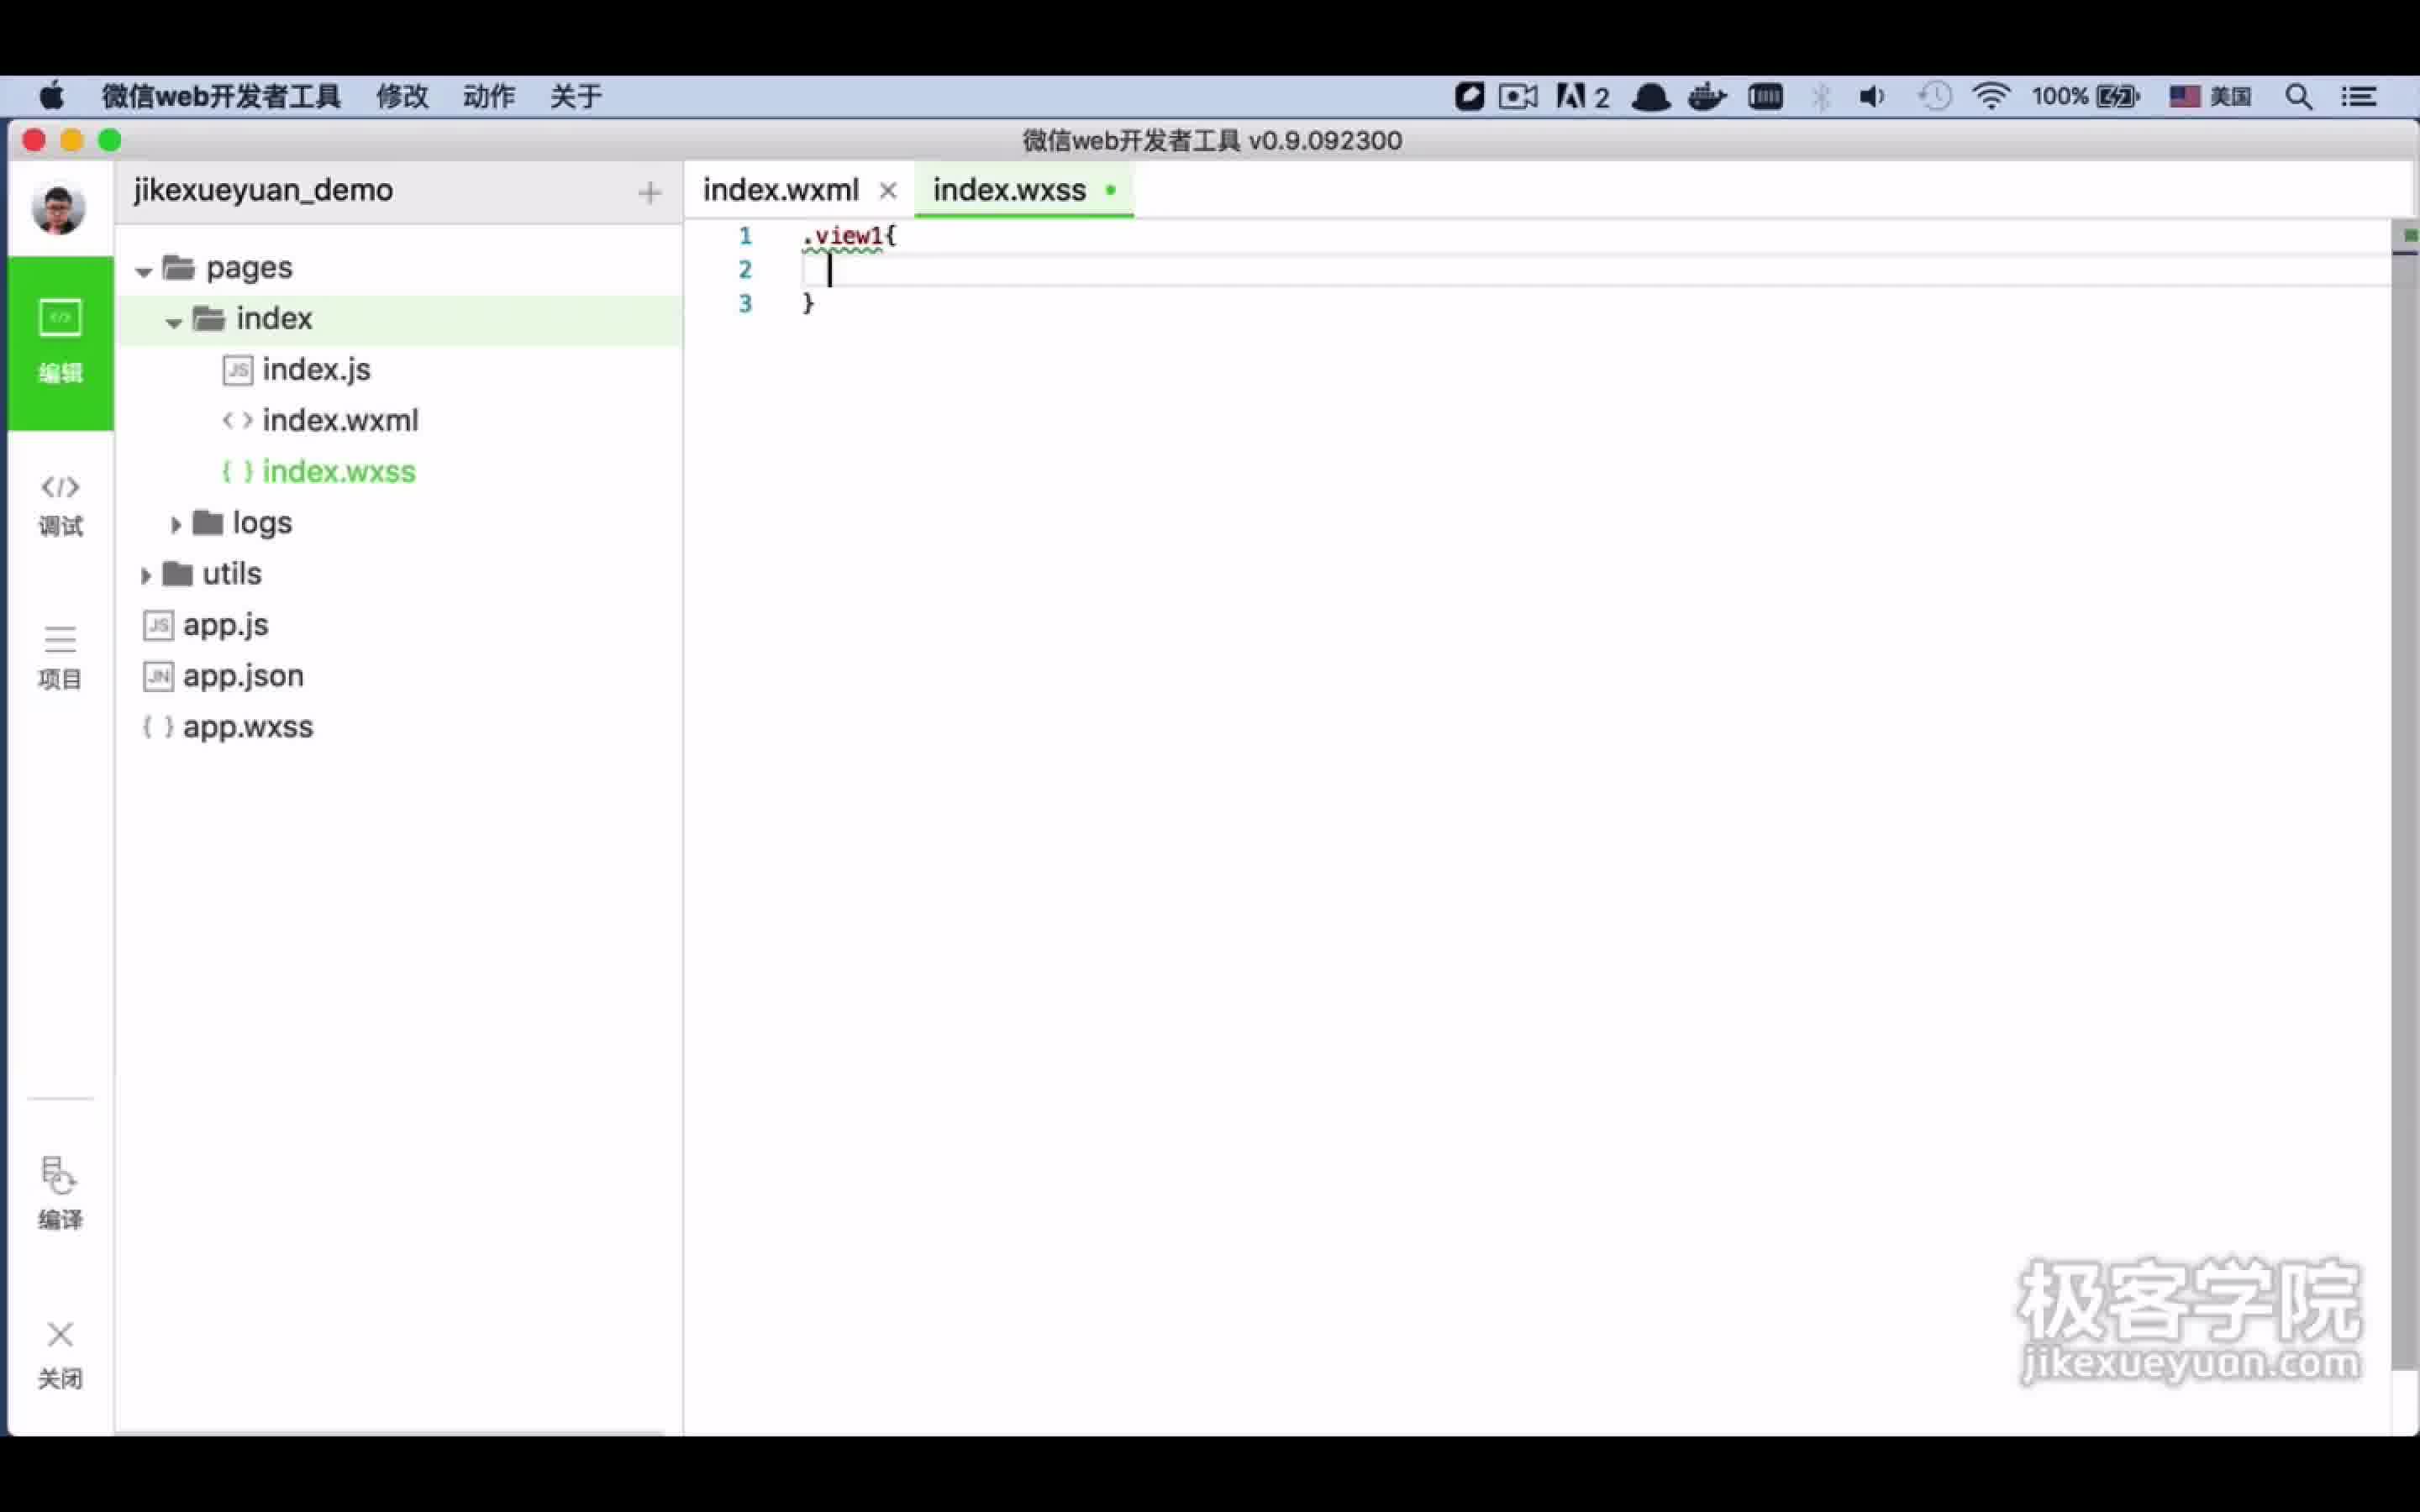 微信web开发者工具 修改 动作 关于 2 100% 美国
微信web开发者工具 v0.9.092300
jikexueyuan_demo
index.wxml
index.wxss
编辑
调试
项目
编译
关闭
pages
index
JS index.js
index.wxml
{ } index.wxss
logs
utils
JS app.js
JN app.json
{ } app.wxss
1 .view1{
2
3 }
极客学院
jikexueyuan.com